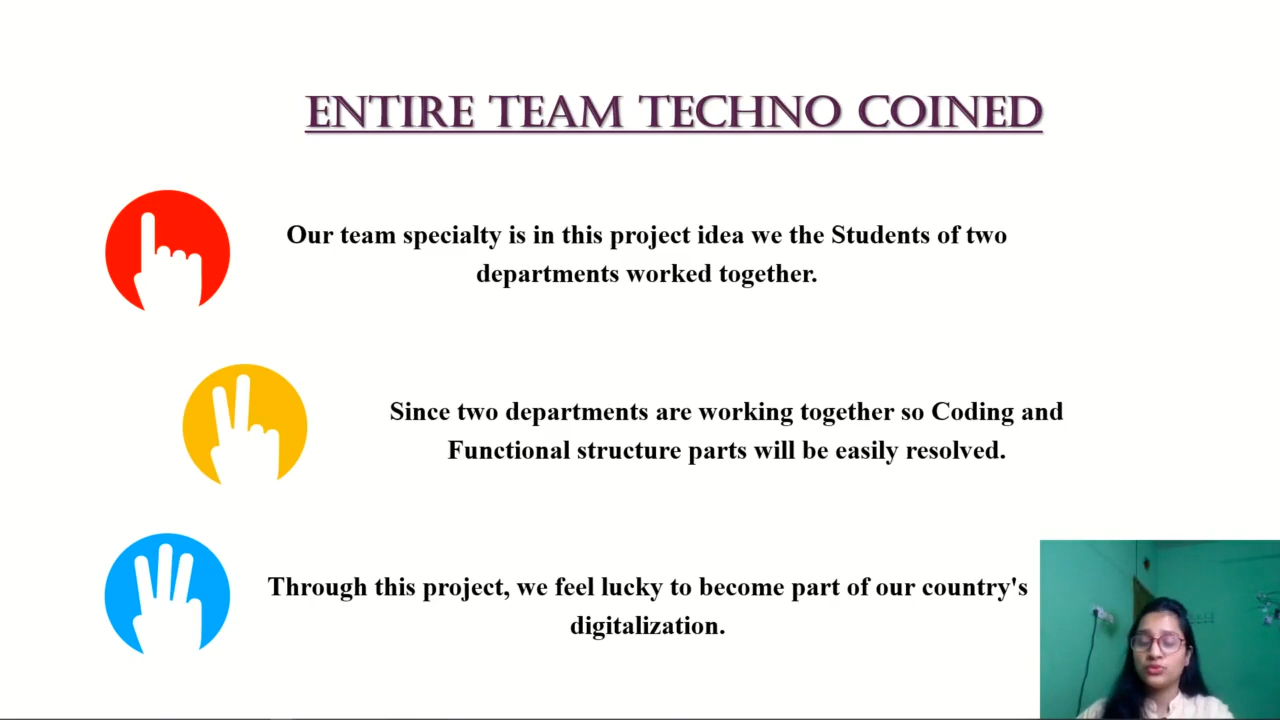 ENTIRE TEAM TECHNO COINED
Our team specialty is in this project idea we the Students of two
departments worked together.
Since two departments are working together so Coding and
Functional structure parts will be easily resolved.
Through this project, we feel lucky to become part of our country's
digitalization.